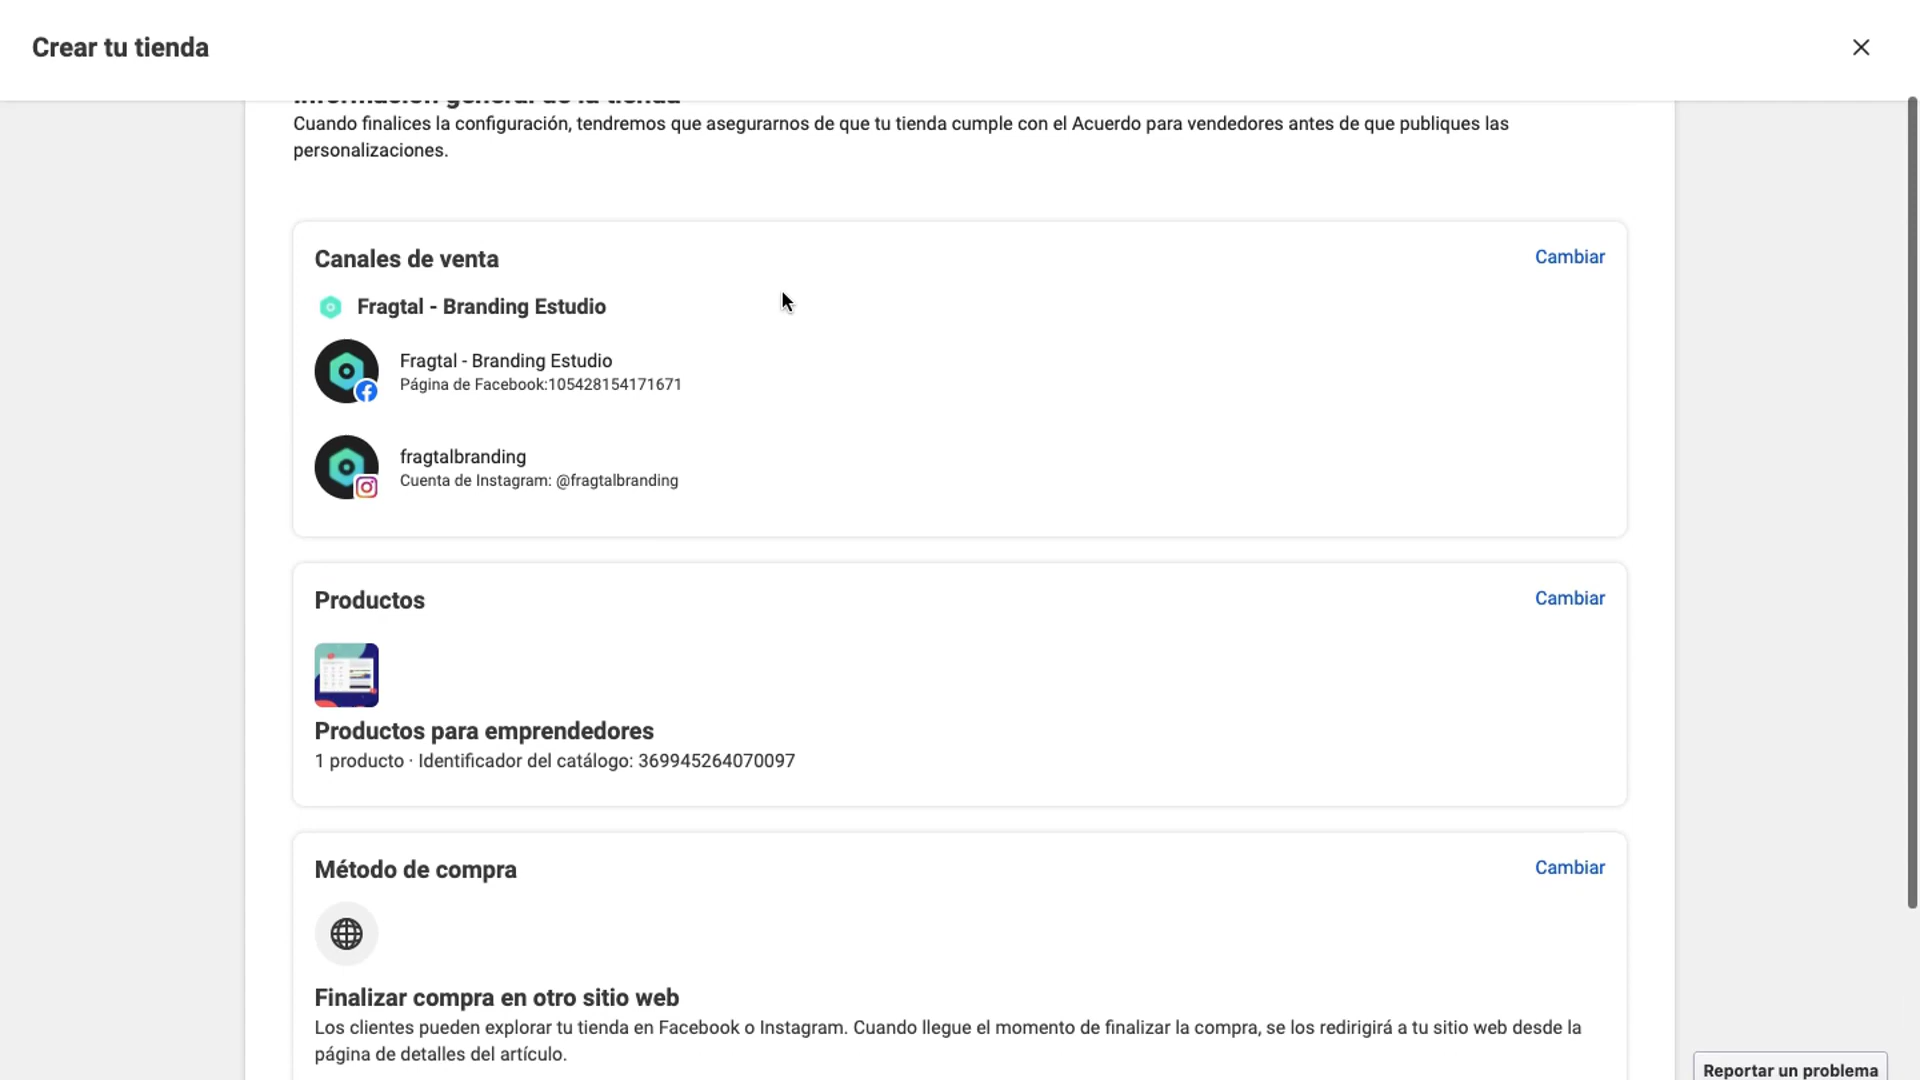 Crear tu tienda
Información general de la tienda
Cuando finalices la configuración, tendremos que asegurarnos de que tu tienda cumple con el Acuerdo para vendedores antes de que publiques las
personalizaciones.
Canales de venta
Cambiar
Fragtal - Branding Estudio
Fragtal - Branding Estudio
Página de Facebook:105428154171671
fragtalbranding
Cuenta de Instagram: @fragtalbranding
Productos
Cambiar
Productos para emprendedores
1 producto · Identificador del catálogo: 369945264070097
Método de compra
Cambiar
Finalizar compra en otro sitio web
Los clientes pueden explorar tu tienda en Facebook o Instagram. Cuando llegue el momento de finalizar la compra, se los redirigirá a tu sitio web desde la
página de detalles del artículo.
Reportar un problema